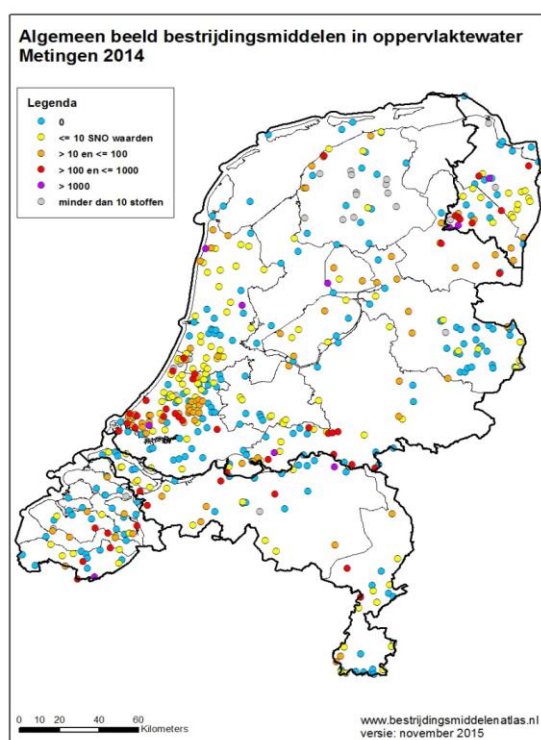 Algemeen beeld bestrijdingsmiddelen in oppervlaktewater
Metingen 2014
Legenda
0
<= 10 SNO waarden
> 10 en <= 100
> 100 en <= 1000
> 1000
minder dan 10 stoffen
0 10 20 40 60
Kilometers
www.bestrijdingsmiddelenatlas.nl
versie: november 2015